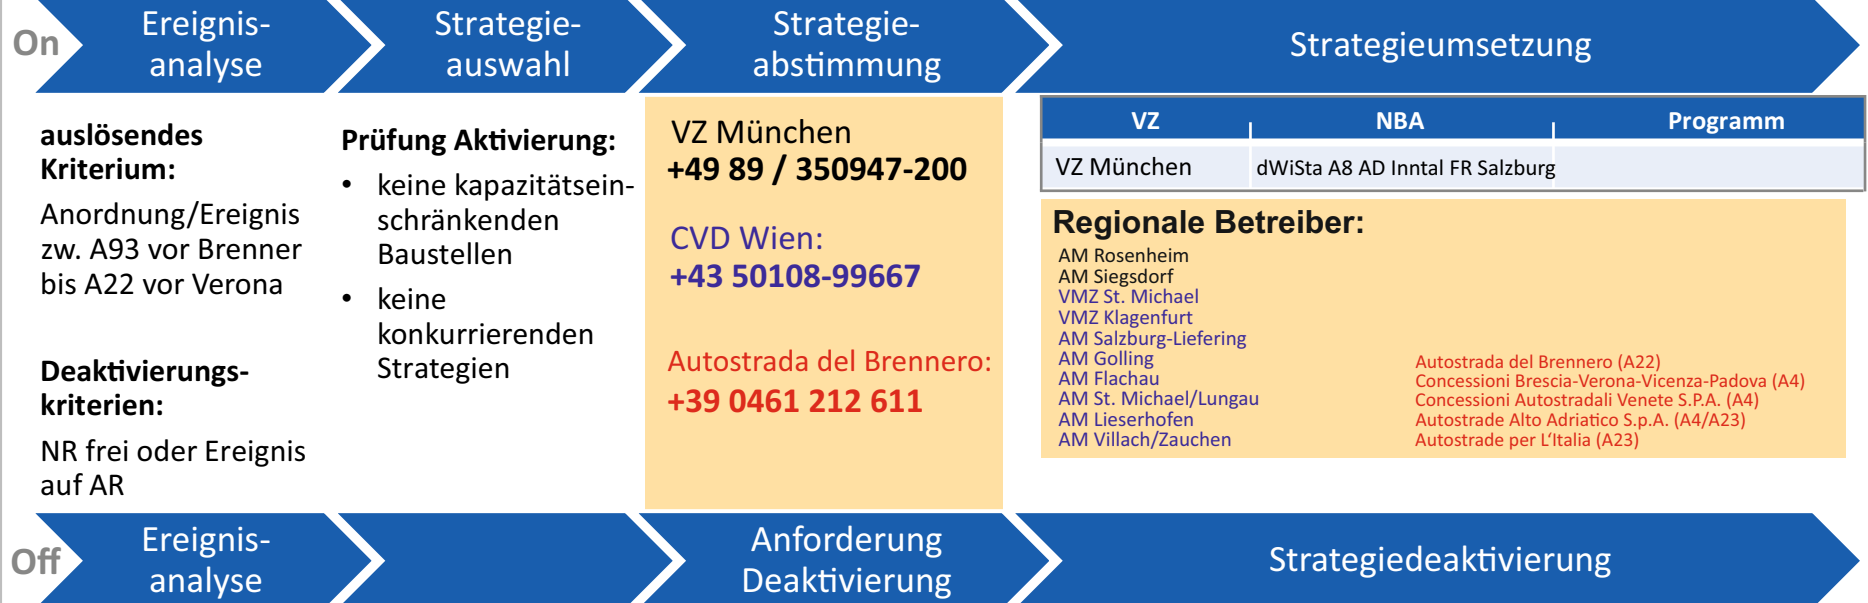 On
Ereignis-
analyse
Strategie-
auswahl
Strategie-
abstimmung
Strategieumsetzung
auslösendes
Kriterium:
Anordnung/Ereignis
zw. A93 vor Brenner
bis A22 vor Verona
Deaktivierungs-
kriterien:
NR frei oder Ereignis
auf AR
Prüfung Aktivierung:
• keine kapazitätsein-
schränkenden
Baustellen
• keine
konkurrierenden
Strategien
VZ München
+49 89 / 350947-200
CVD Wien:
+43 50108-99667
Autostrada del Brennero:
+39 0461 212 611
VZ NBA Programm
VZ München dWiSta A8 AD Inntal FR Salzburg
Regionale Betreiber:
AM Rosenheim
AM Siegsdorf
VMZ St. Michael
VMZ Klagenfurt
AM Salzburg-Liefering
AM Golling
AM Flachau
AM St. Michael/Lungau
AM Lieserhofen
AM Villach/Zauchen
Autostrada del Brennero (A22)
Concessioni Brescia-Verona-Vicenza-Padova (A4)
Concessioni Autostradali Venete S.P.A. (A4)
Autostrade Alto Adriatico S.p.A. (A4/A23)
Autostrade per L'Italia (A23)
Off
Ereignis-
analyse
Anforderung
Deaktivierung
Strategiedeaktivierung